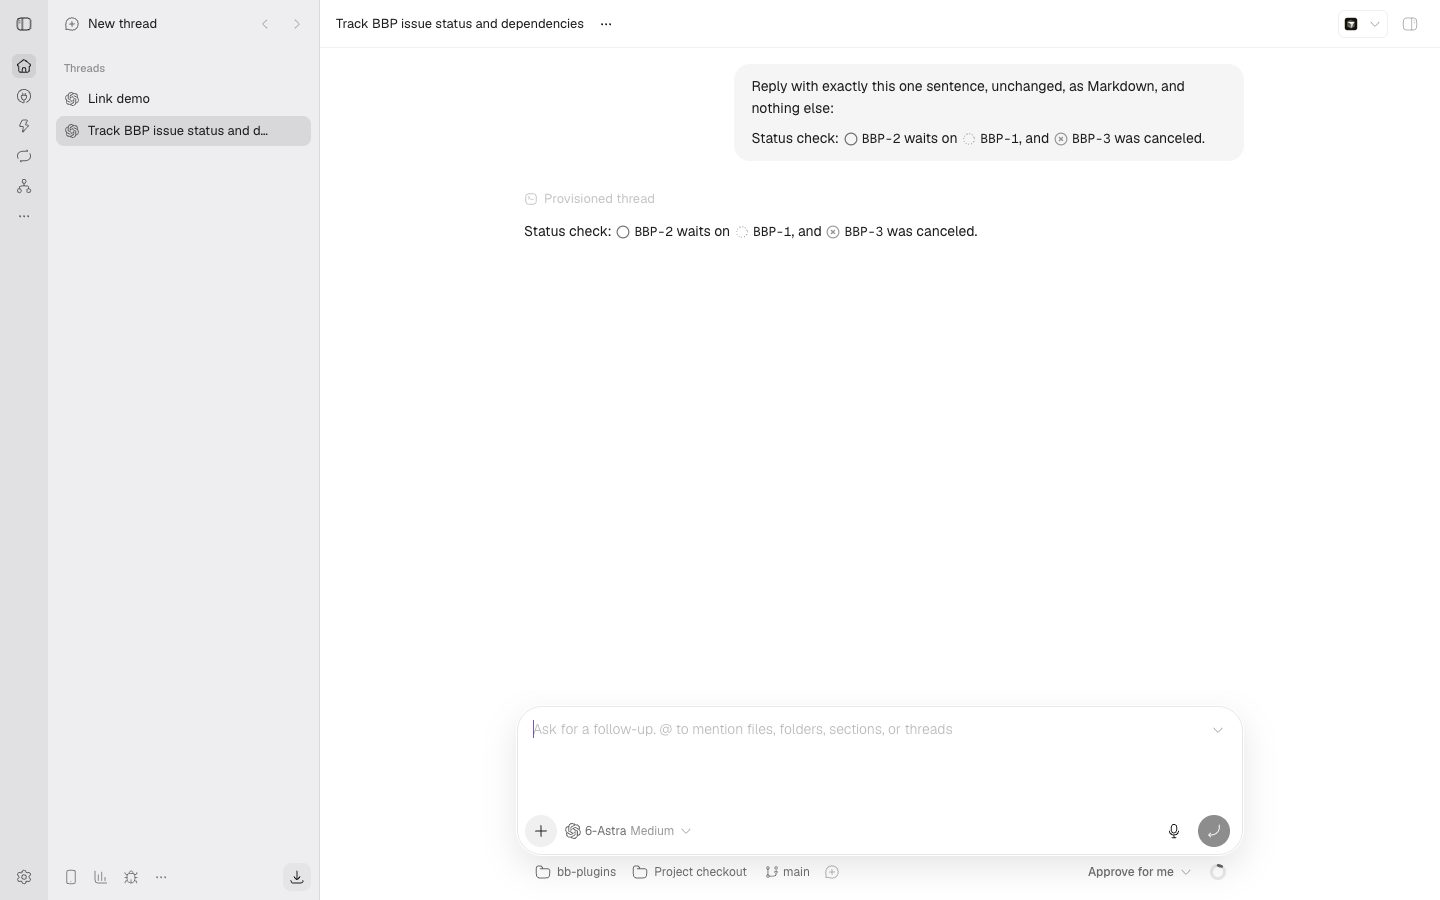 New thread
Threads
Link demo
Track BBP issue status and d...
Track BBP issue status and dependencies
Reply with exactly this one sentence, unchanged, as Markdown, and
nothing else:
Status check: BBP-2 waits on BBP-1, and BBP-3 was canceled.
Provisioned thread
Status check: BBP-2 waits on BBP-1, and BBP-3 was canceled.
Ask for a follow-up. @ to mention files, folders, sections, or threads
6-Astra Medium
bb-plugins Project checkout main Approve for me